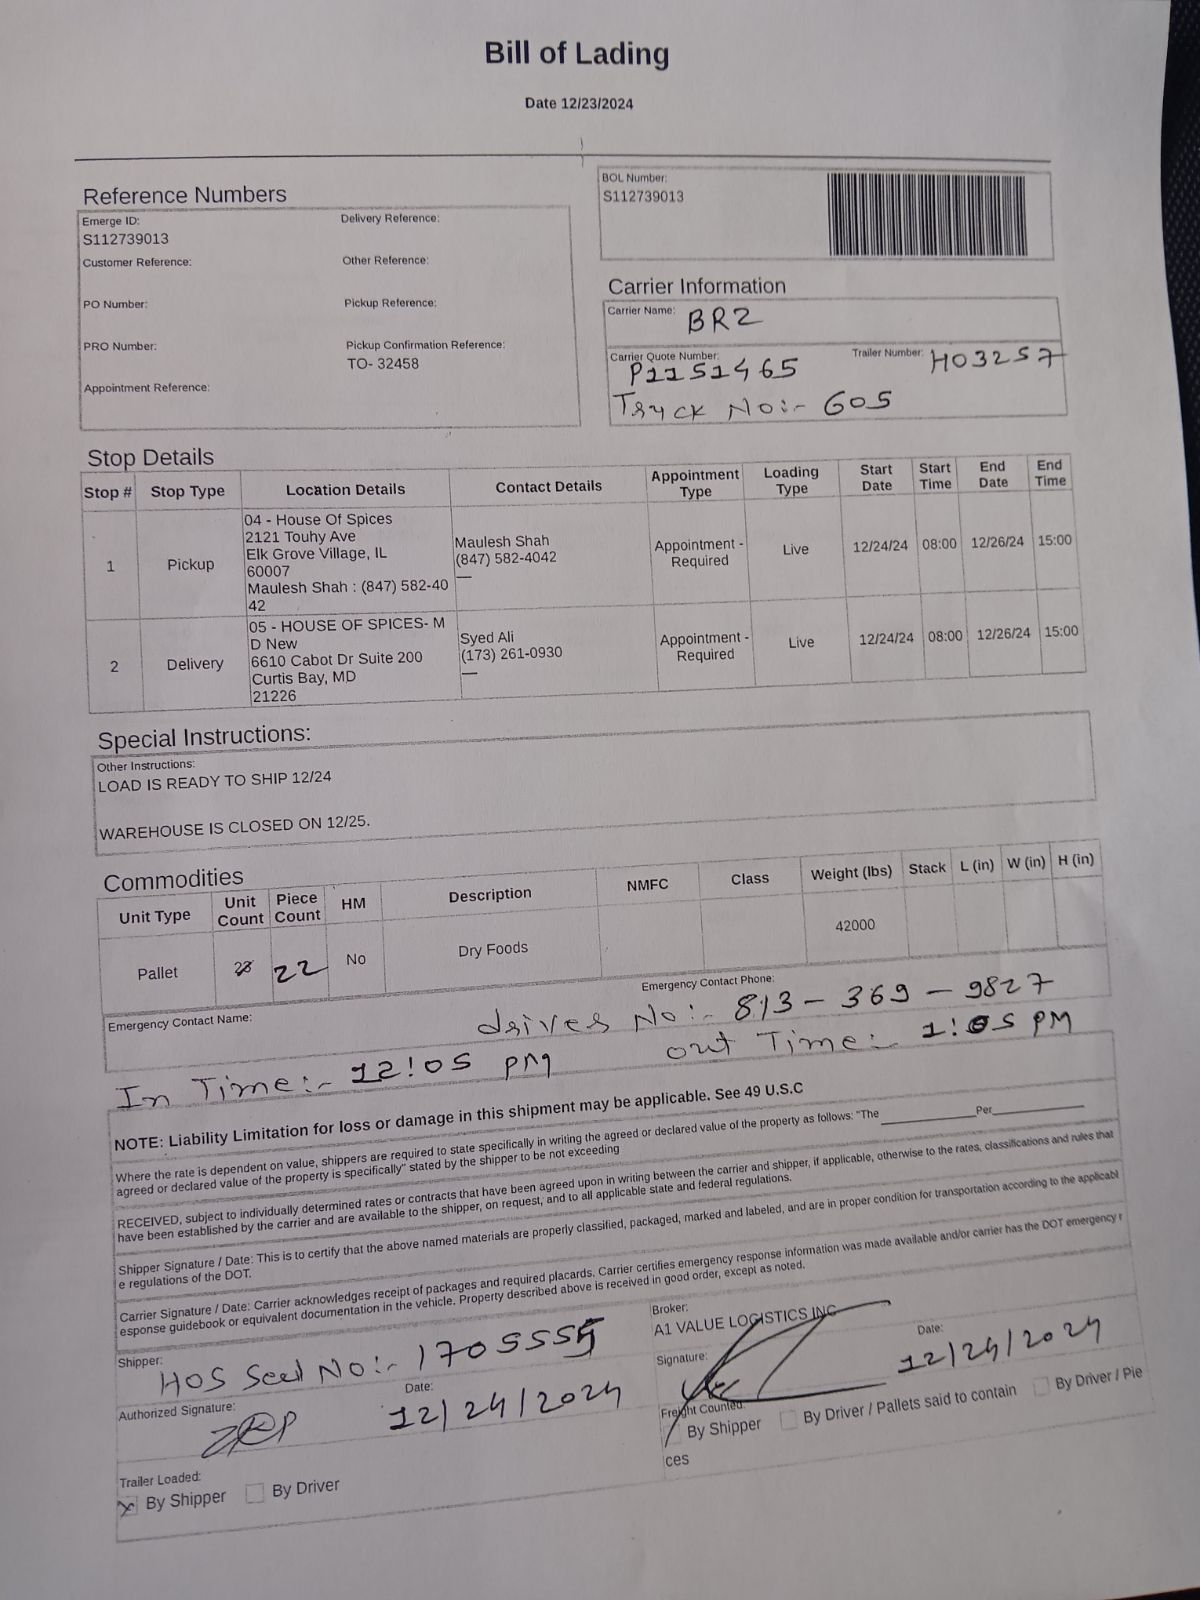 Bill of Lading
Date 12/23/2024
Reference Numbers
Emerge ID:
S112739013
Delivery Reference:
Customer Reference:
Other Reference:
PO Number:
Pickup Reference:
PRO Number:
Pickup Confirmation Reference:
TO- 32458
Appointment Reference:
BOL Number:
S112739013
Carrier Information
Carrier Name: BRZ
Carrier Quote Number: P1151465
Trailer Number: H03257
Truck No:- 605
Stop Details
Stop # Stop Type Location Details Contact Details Appointment Type Loading Type Start Date Start Time End Date End Time
1 Pickup
04 - House Of Spices
2121 Touhy Ave
Elk Grove Village, IL
60007
Maulesh Shah : (847) 582-40
42
Maulesh Shah
(847) 582-4042
—
Appointment -
Required
Live 12/24/24 08:00 12/26/24 15:00
2 Delivery
05 - HOUSE OF SPICES- M
D New
6610 Cabot Dr Suite 200
Curtis Bay, MD
21226
Syed Ali
(173) 261-0930
—
Appointment -
Required
Live 12/24/24 08:00 12/26/24 15:00
Special Instructions:
Other Instructions:
LOAD IS READY TO SHIP 12/24
WAREHOUSE IS CLOSED ON 12/25.
Commodities
Unit Type Unit Count Piece Count HM Description NMFC Class Weight (lbs) Stack L (in) W (in) H (in)
Pallet 22 No Dry Foods 42000
Emergency Contact Name:
Emergency Contact Phone:
driver No:- 813-369-9827
In Time:- 12:05 PM
out Time:- 1:05 PM
NOTE: Liability Limitation for loss or damage in this shipment may be applicable. See 49 U.S.C
Where the rate is dependent on value, shippers are required to state specifically in writing the agreed or declared value of the property as follows: "The ____ Per____
agreed or declared value of the property is specifically" stated by the shipper to be not exceeding
RECEIVED, subject to individually determined rates or contracts that have been agreed upon in writing between the carrier and shipper, if applicable, otherwise to the rates, classifications and rules that
have been established by the carrier and are available to the shipper, on request, and to all applicable state and federal regulations.
Shipper Signature / Date: This is to certify that the above named materials are properly classified, packaged, marked and labeled, and are in proper condition for transportation according to the applicabl
e regulations of the DOT.
Carrier Signature / Date: Carrier acknowledges receipt of packages and required placards. Carrier certifies emergency response information was made available and/or carrier has the DOT emergency r
esponse guidebook or equivalent documentation in the vehicle. Property described above is received in good order, except as noted.
Shipper: HOS Seal No:- 1705555
Authorized Signature:
Date: 12/24/2024
Trailer Loaded:
By Shipper By Driver
Broker:
A1 VALUE LOGISTICS INC
Signature:
Date: 12/24/2024
Freight Counted:
By Shipper By Driver / Pallets said to contain By Driver / Pie
ces